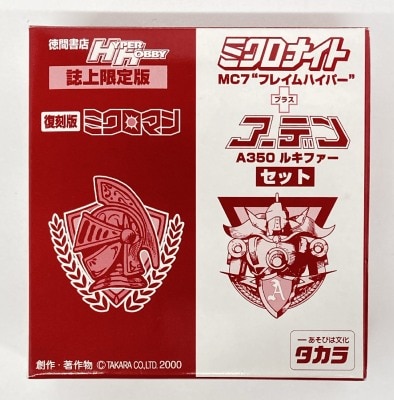 徳間書店 HYPER HOBBY
誌上限定版
復刻版 ミクロマン
ミクロナイト
MC7“フレイムハイパー”
プラス
アーデン
A350 ルキファー
セット
A
あそびは文化
タカラ
創作・著作物 ©TAKARA CO.,LTD. 2000